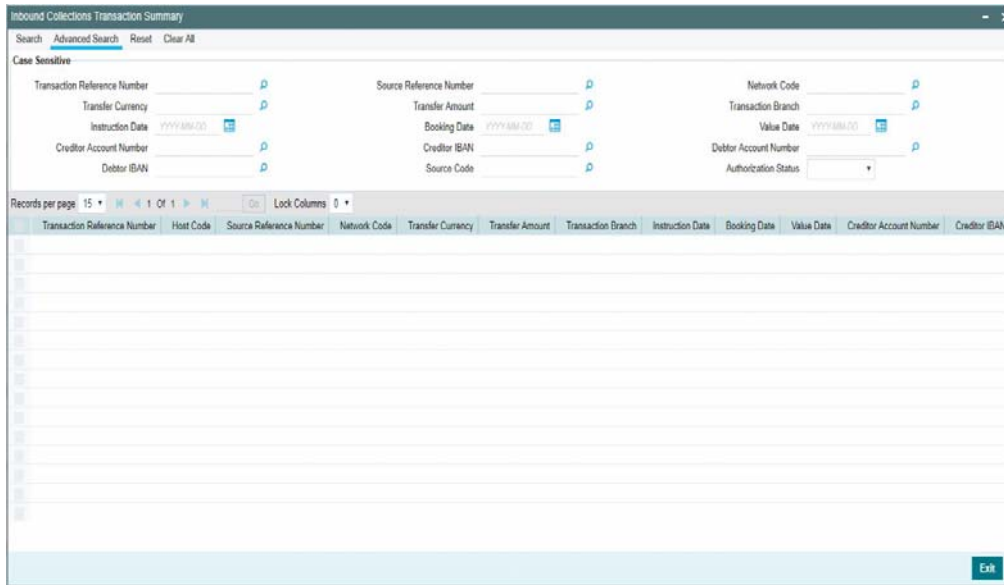 Inbound Collections Transaction Summary
Search Advanced Search Reset Clear All
Case Sensitive
Transaction Reference Number Source Reference Number Network Code
Transfer Currency Transfer Amount Transaction Branch
Instruction Date YYYY-MM-DD Booking Date YYYY-MM-DD Value Date YYYY-MM-DD
Creditor Account Number Creditor IBAN Debtor Account Number
Debtor IBAN Source Code Authorization Status
Records per page 15 1 Of 1 Go Lock Columns 0
Transaction Reference Number Host Code Source Reference Number Network Code Transfer Currency Transfer Amount Transaction Branch Instruction Date Booking Date Value Date Creditor Account Number Creditor IBAN
Exit